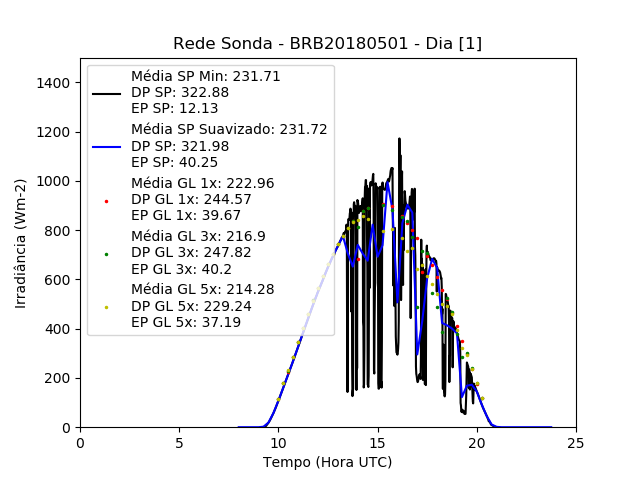 Rede Sonda - BRB20180501 - Dia [1]
Irradiância (Wm-2)
1400
1200
1000
800
600
400
200
0
Média SP Min: 231.71
DP SP: 322.88
EP SP: 12.13
Média SP Suavizado: 231.72
DP SP: 321.98
EP SP: 40.25
Média GL 1x: 222.96
DP GL 1x: 244.57
EP GL 1x: 39.67
Média GL 3x: 216.9
DP GL 3x: 247.82
EP GL 3x: 40.2
Média GL 5x: 214.28
DP GL 5x: 229.24
EP GL 5x: 37.19
0 5 10 15 20 25
Tempo (Hora UTC)